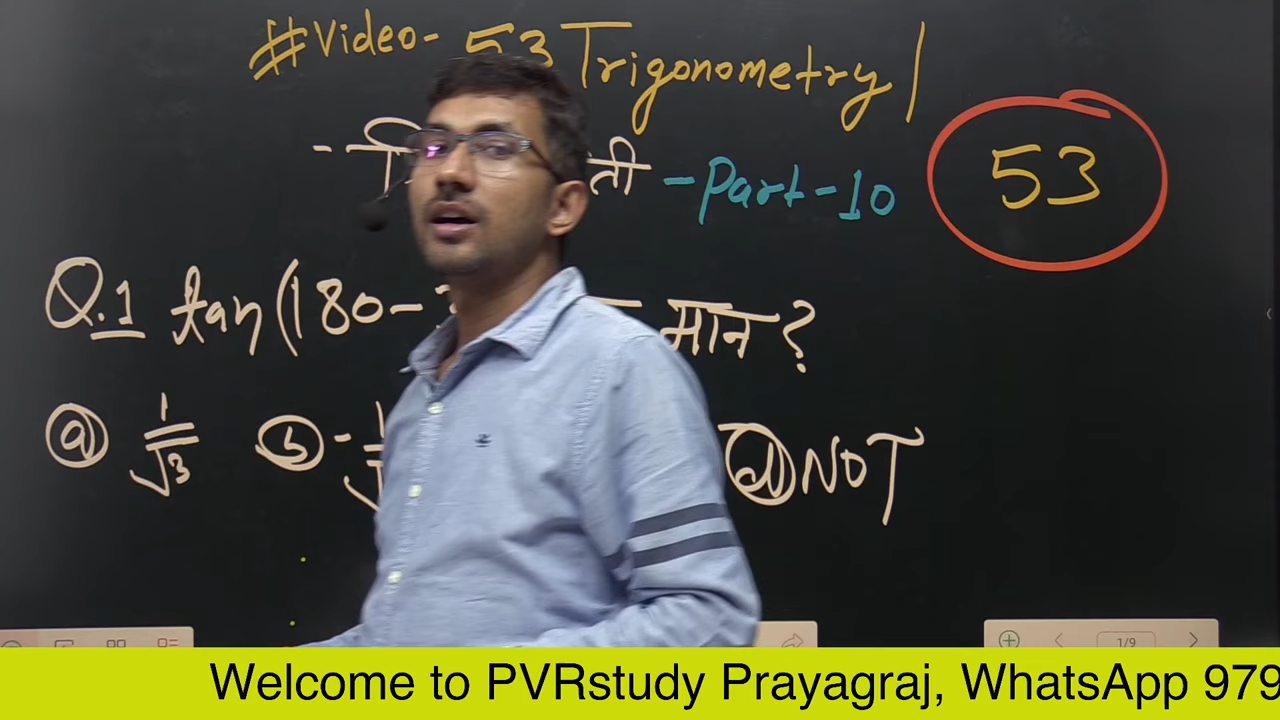 #Video- 53 Trigonometry |
- ती -Part-10
53
Q.1 tan(180- मान ?
a 1/√3 b - 1/√ d NOT
1/9
Welcome to PVRstudy Prayagraj, WhatsApp 979